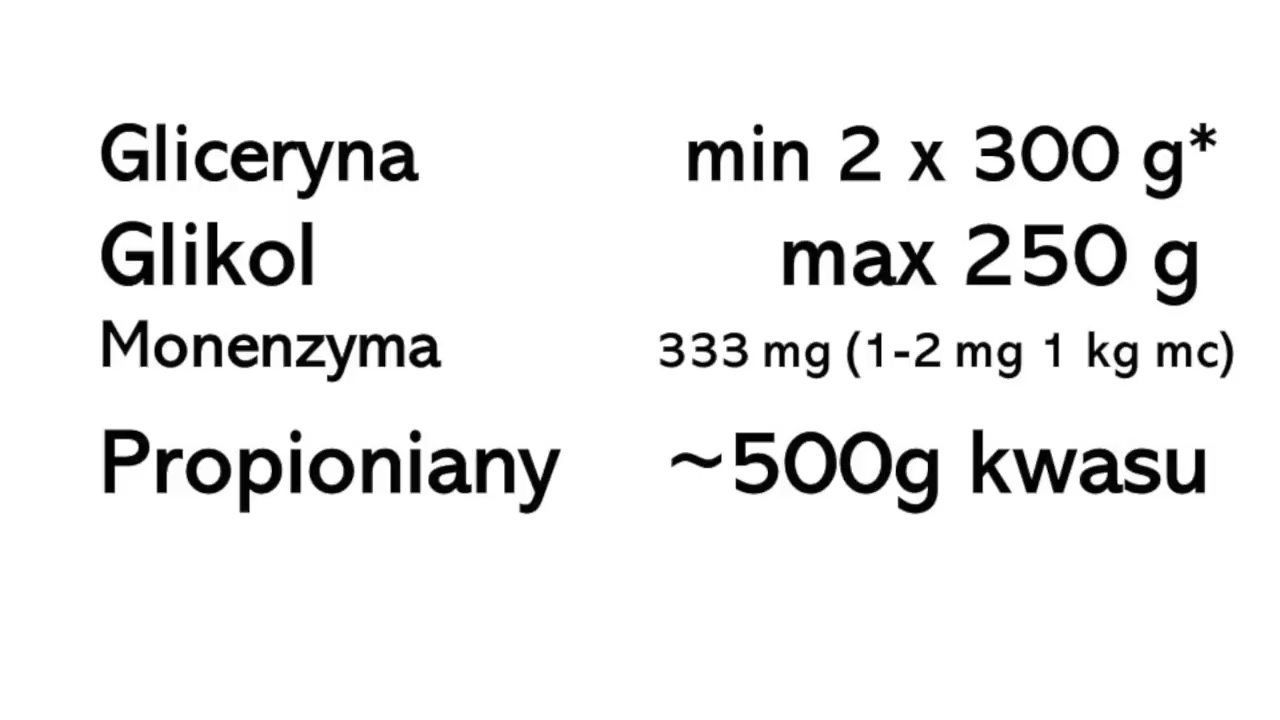 Gliceryna min 2 x 300 g*
Glikol max 250 g
Monenzyma 333 mg (1-2 mg 1 kg mc)
Propioniany ~500g kwasu